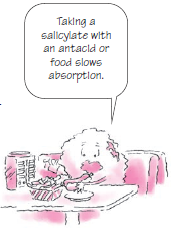 Taking a
salicylate with
an antacid or
food slows
absorption.